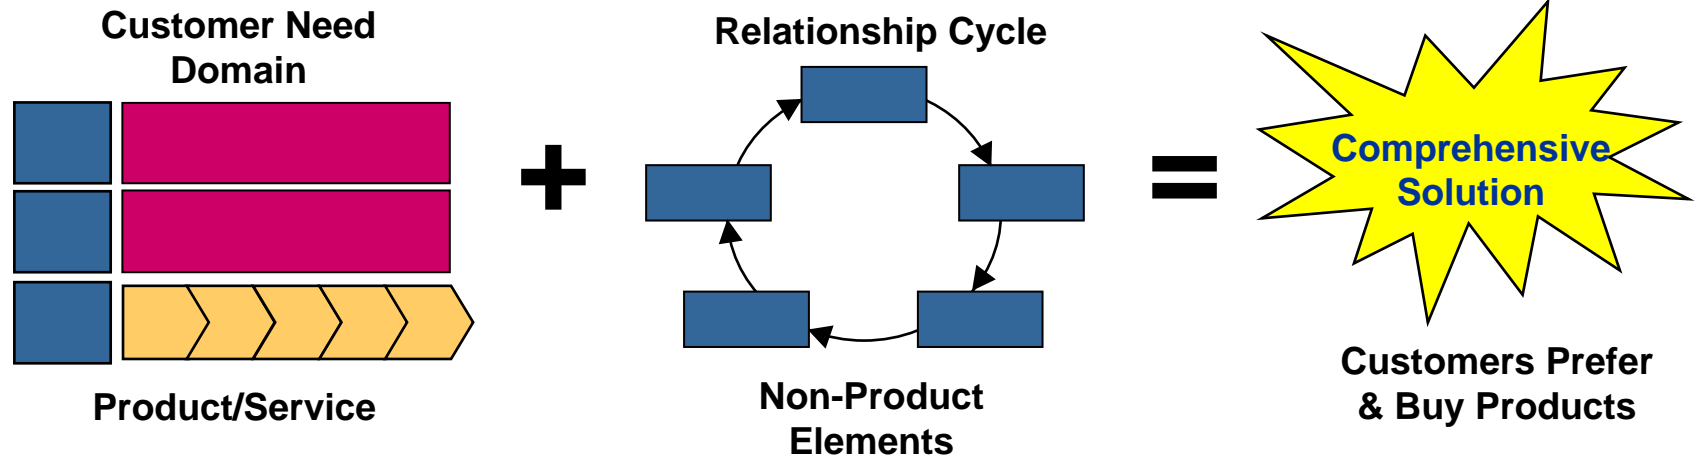 Customer Need
Domain
Product/Service
+
Relationship Cycle
Non-Product
Elements
=
Comprehensive
Solution
Customers Prefer
& Buy Products